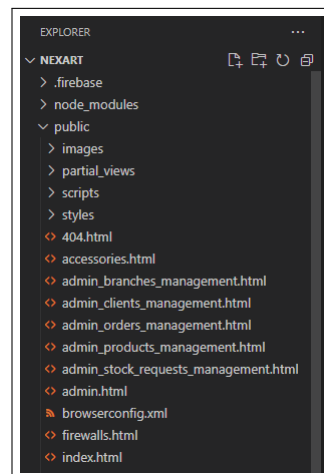 EXPLORER ...
NEXART
.firebase
node_modules
public
images
partial_views
scripts
styles
404.html
accessories.html
admin_branches_management.html
admin_clients_management.html
admin_orders_management.html
admin_products_management.html
admin_stock_requests_management.html
admin.html
browserconfig.xml
firewalls.html
index.html